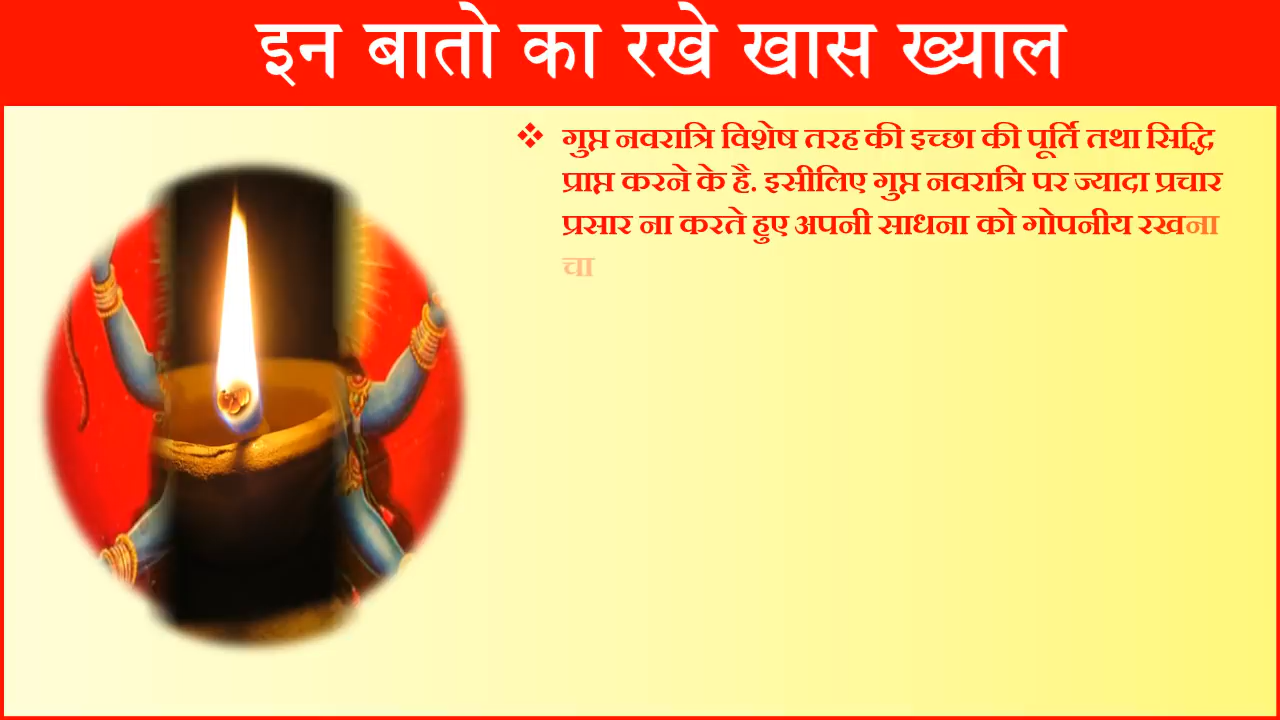 इन बातो का रखे खास ख्याल
❖ गुप्त नवरात्रि विशेष तरह की इच्छा की पूर्ति तथा सिद्धि
प्राप्त करने के है. इसीलिए गुप्त नवरात्रि पर ज्यादा प्रचार
प्रसार ना करते हुए अपनी साधना को गोपनीय रखना
चा